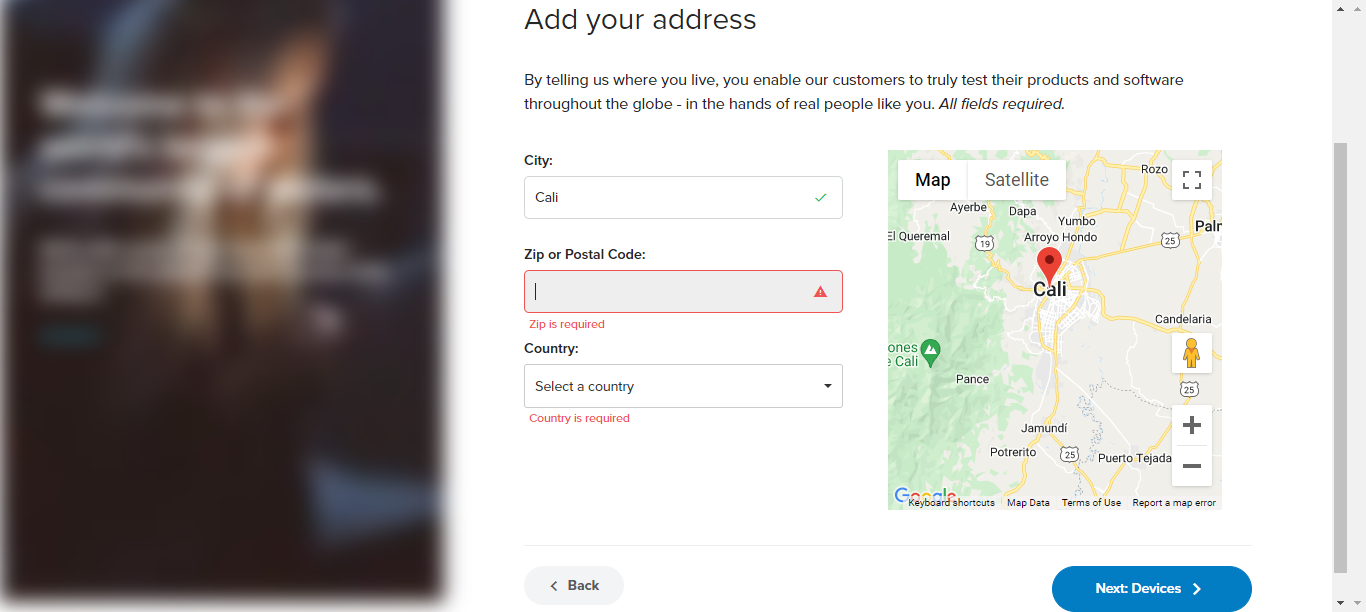 Add your address
By telling us where you live, you enable our customers to truly test their products and software
throughout the globe - in the hands of real people like you. All fields required.
City:
Cali
Zip or Postal Code:
Zip is required
Country:
Select a country
Country is required
Map
Satellite
Rozo
Ayerbe
Dapa
Yumbo
El Queremal
19
Arroyo Hondo
25
Palm
Cali
Candelaria
ones
e Cali
Pance
25
Jamundí
Potrerito
25
Puerto Tejada
Google
Keyboard shortcuts
Map Data
Terms of Use
Report a map error
Back
Next: Devices